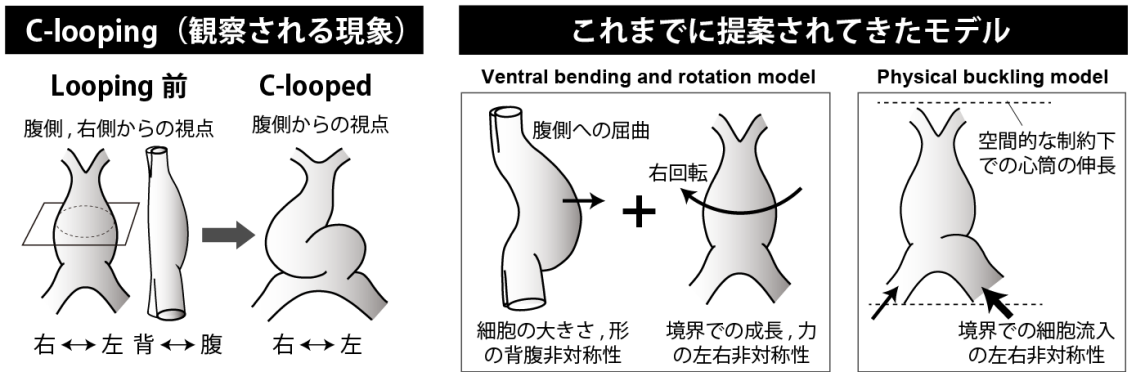 C-looping（観察される現象）
Looping 前
腹側 , 右側からの視点
右 ↔ 左 背 ↔ 腹
C-looped
腹側からの視点
右 ↔ 左
これまでに提案されてきたモデル
Ventral bending and rotation model
腹側への屈曲
+
右回転
細胞の大きさ , 形
の背腹非対称性
境界での成長 , 力
の左右非対称性
Physical buckling model
空間的な制約下
での心筒の伸長
境界での細胞流入
の左右非対称性